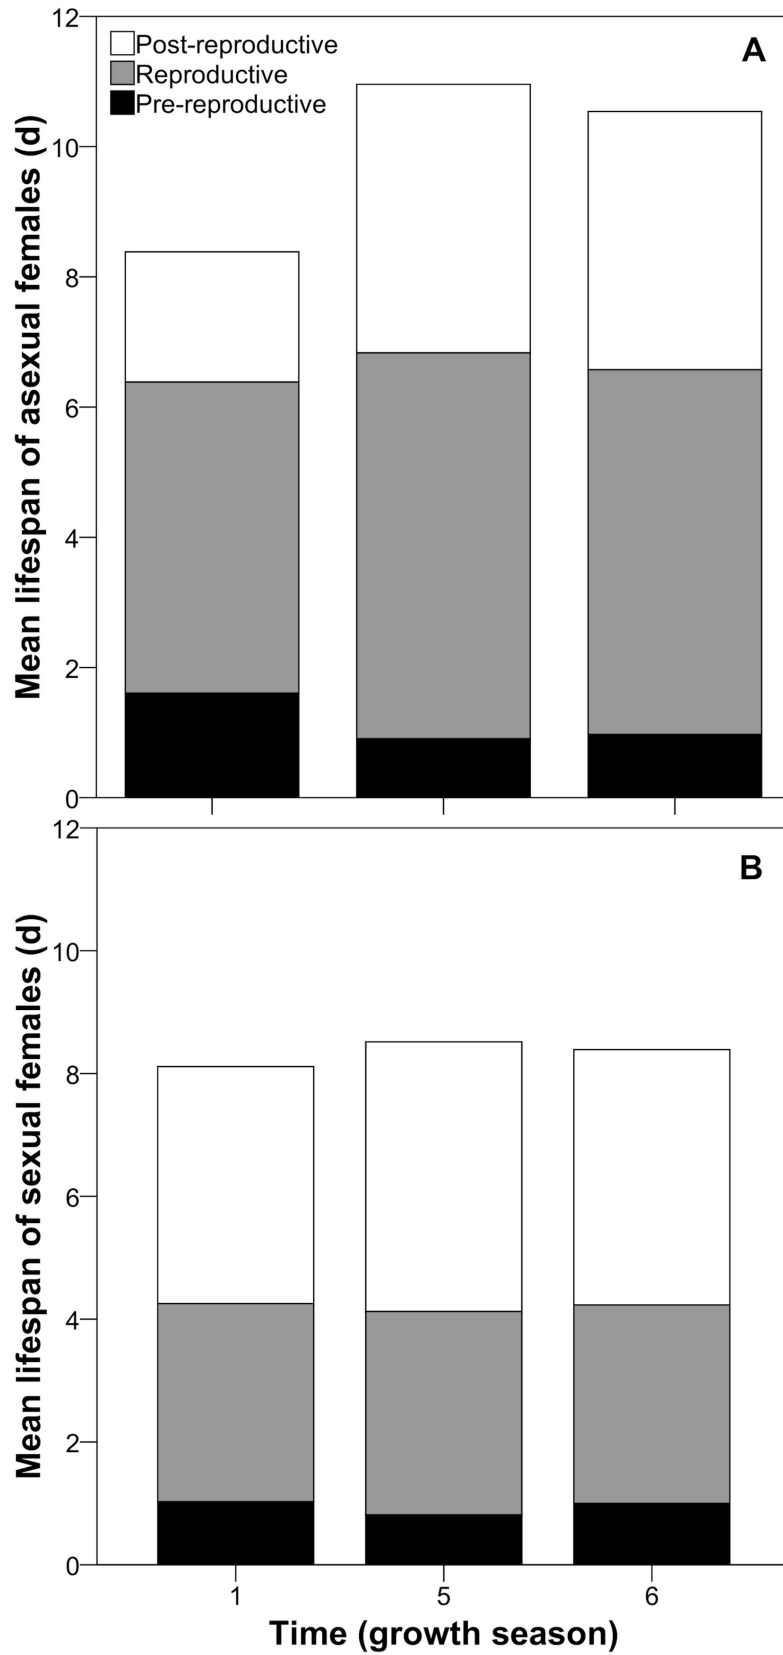 12
Post-reproductive
A
Reproductive
Pre-reproductive
10
8
6
4
2
0
Mean lifespan of asexual females (d)
12
B
10
8
6
4
2
0
Mean lifespan of sexual females (d)
1 5 6
Time (growth season)